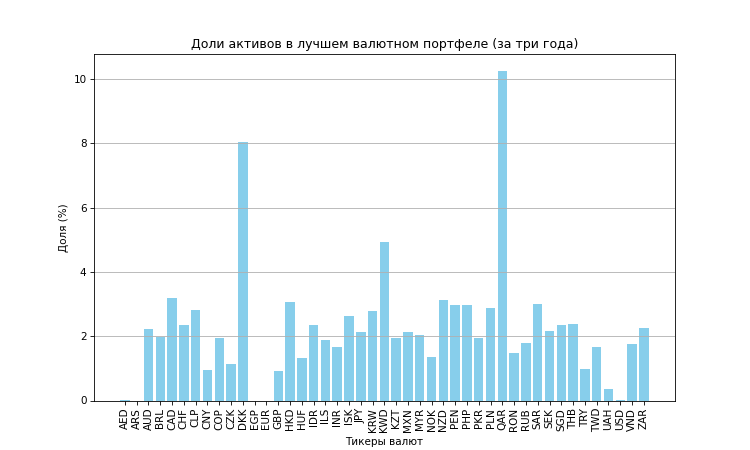 Доли активов в лучшем валютном портфеле (за три года)
10
8
6
4
2
0
Доля (%)
AED
ARS
AUD
BRL
CAD
CHF
CLP
CNY
COP
CZK
DKK
EGP
EUR
GBP
HKD
HUF
IDR
ILS
INR
ISK
JPY
KRW
KWD
KZT
MXN
MYR
NOK
NZD
PEN
PHP
PKR
PLN
QAR
RON
RUB
SAR
SEK
SGD
THB
TRY
TWD
UAH
USD
VND
ZAR
Тикеры валют